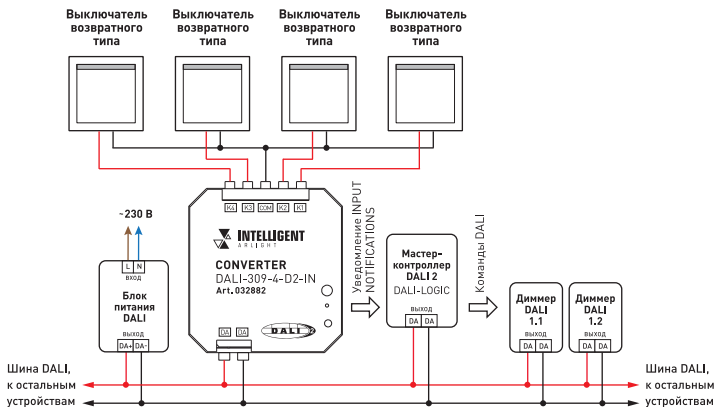 Выключатель
возвратного
типа
Выключатель
возвратного
типа
Выключатель
возвратного
типа
Выключатель
возвратного
типа
K4 K3 COM K2 K1
INTELLIGENT
ARLIGHT
CONVERTER
DALI-309-4-D2-IN
Art. 032882
DA DA
DALI 2
~230 В
L N
ВХОД
Блок
питания
DALI
ВЫХОД
DA+ DA-
Уведомление INPUT
NOTIFICATIONS
Мастер-
контроллер
DALI 2
DALI-LOGIC
ВЫХОД
DA DA
Команды DALI
Диммер
DALI
1.1
ВЫХОД
DA DA
Диммер
DALI
1.2
ВЫХОД
DA DA
Шина DALI,
к остальным
устройствам
Шина DALI,
к остальным
устройствам